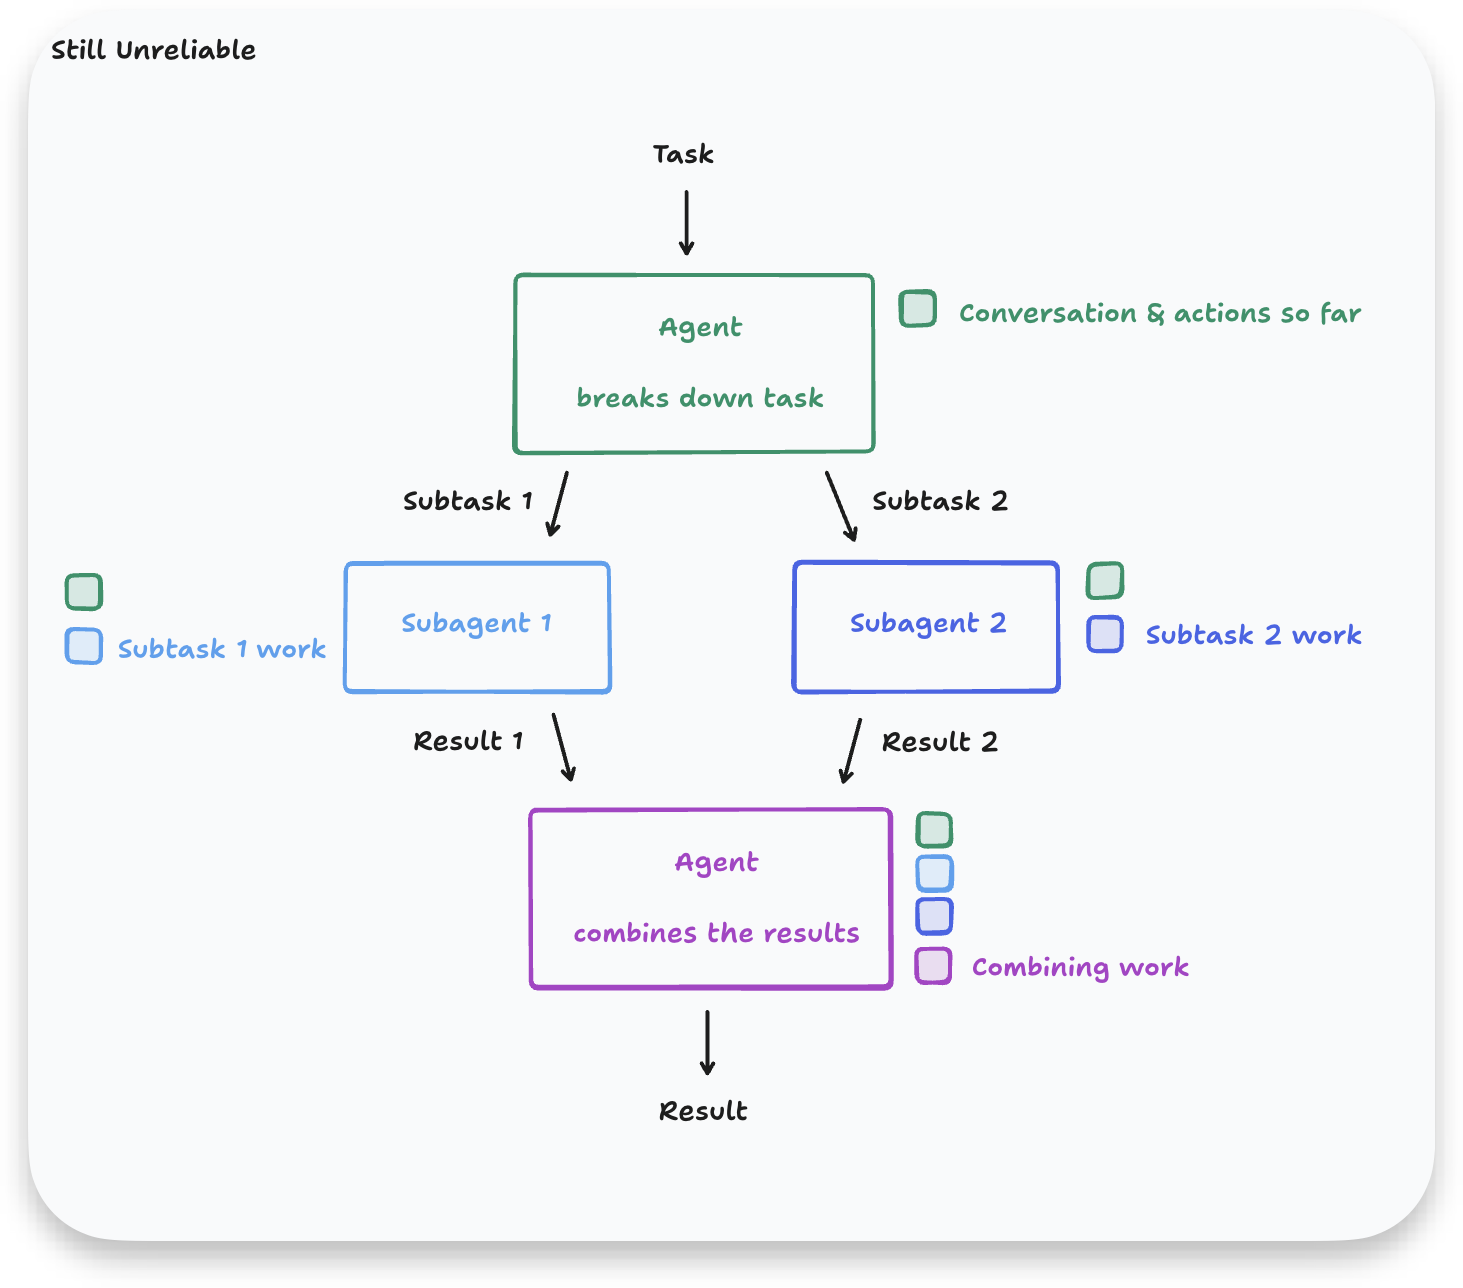 Still Unreliable
Task
Agent
breaks down task
Conversation & actions so far
Subtask 1
Subtask 2
Subtask 1 work
Subagent 1
Subagent 2
Subtask 2 work
Result 1
Result 2
Agent
combines the results
Combining work
Result